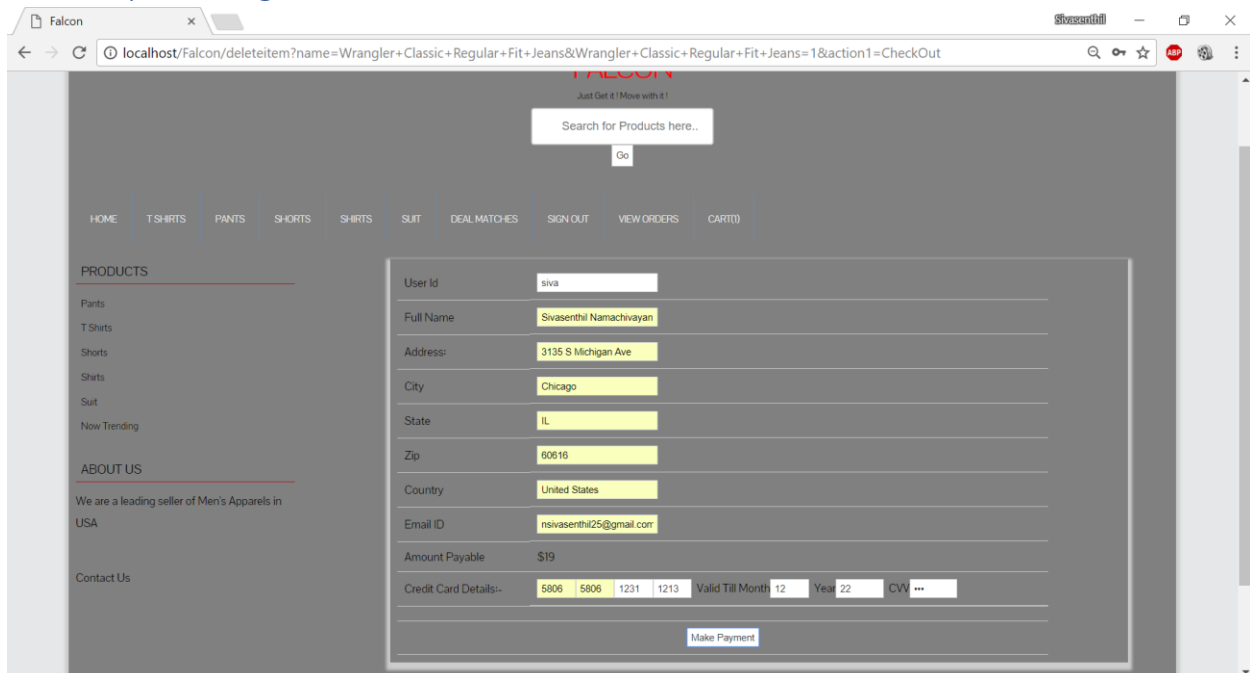 Falcon
Sivasenthil
localhost/Falcon/deleteitem?name=Wrangler+Classic+Regular+Fit+Jeans&Wrangler+Classic+Regular+Fit+Jeans=1&action1=CheckOut
ABP
FALCON
Just Get it ! Move with it !
Search for Products here..
Go
HOME T SHIRTS PANTS SHORTS SHIRTS SUIT DEAL MATCHES SIGN OUT VIEW ORDERS CART(1)
PRODUCTS
Pants
T Shirts
Shorts
Shirts
Suit
Now Trending
ABOUT US
We are a leading seller of Men's Apparels in
USA
Contact Us
User Id siva
Full Name Sivasenthil Namachivayan
Address: 3135 S Michigan Ave
City Chicago
State IL
Zip 60616
Country United States
Email ID nsivasenthil25@gmail.com
Amount Payable $19
Credit Card Details:- 5806 5806 1231 1213 Valid Till Month 12 Year 22 CVV •••
Make Payment